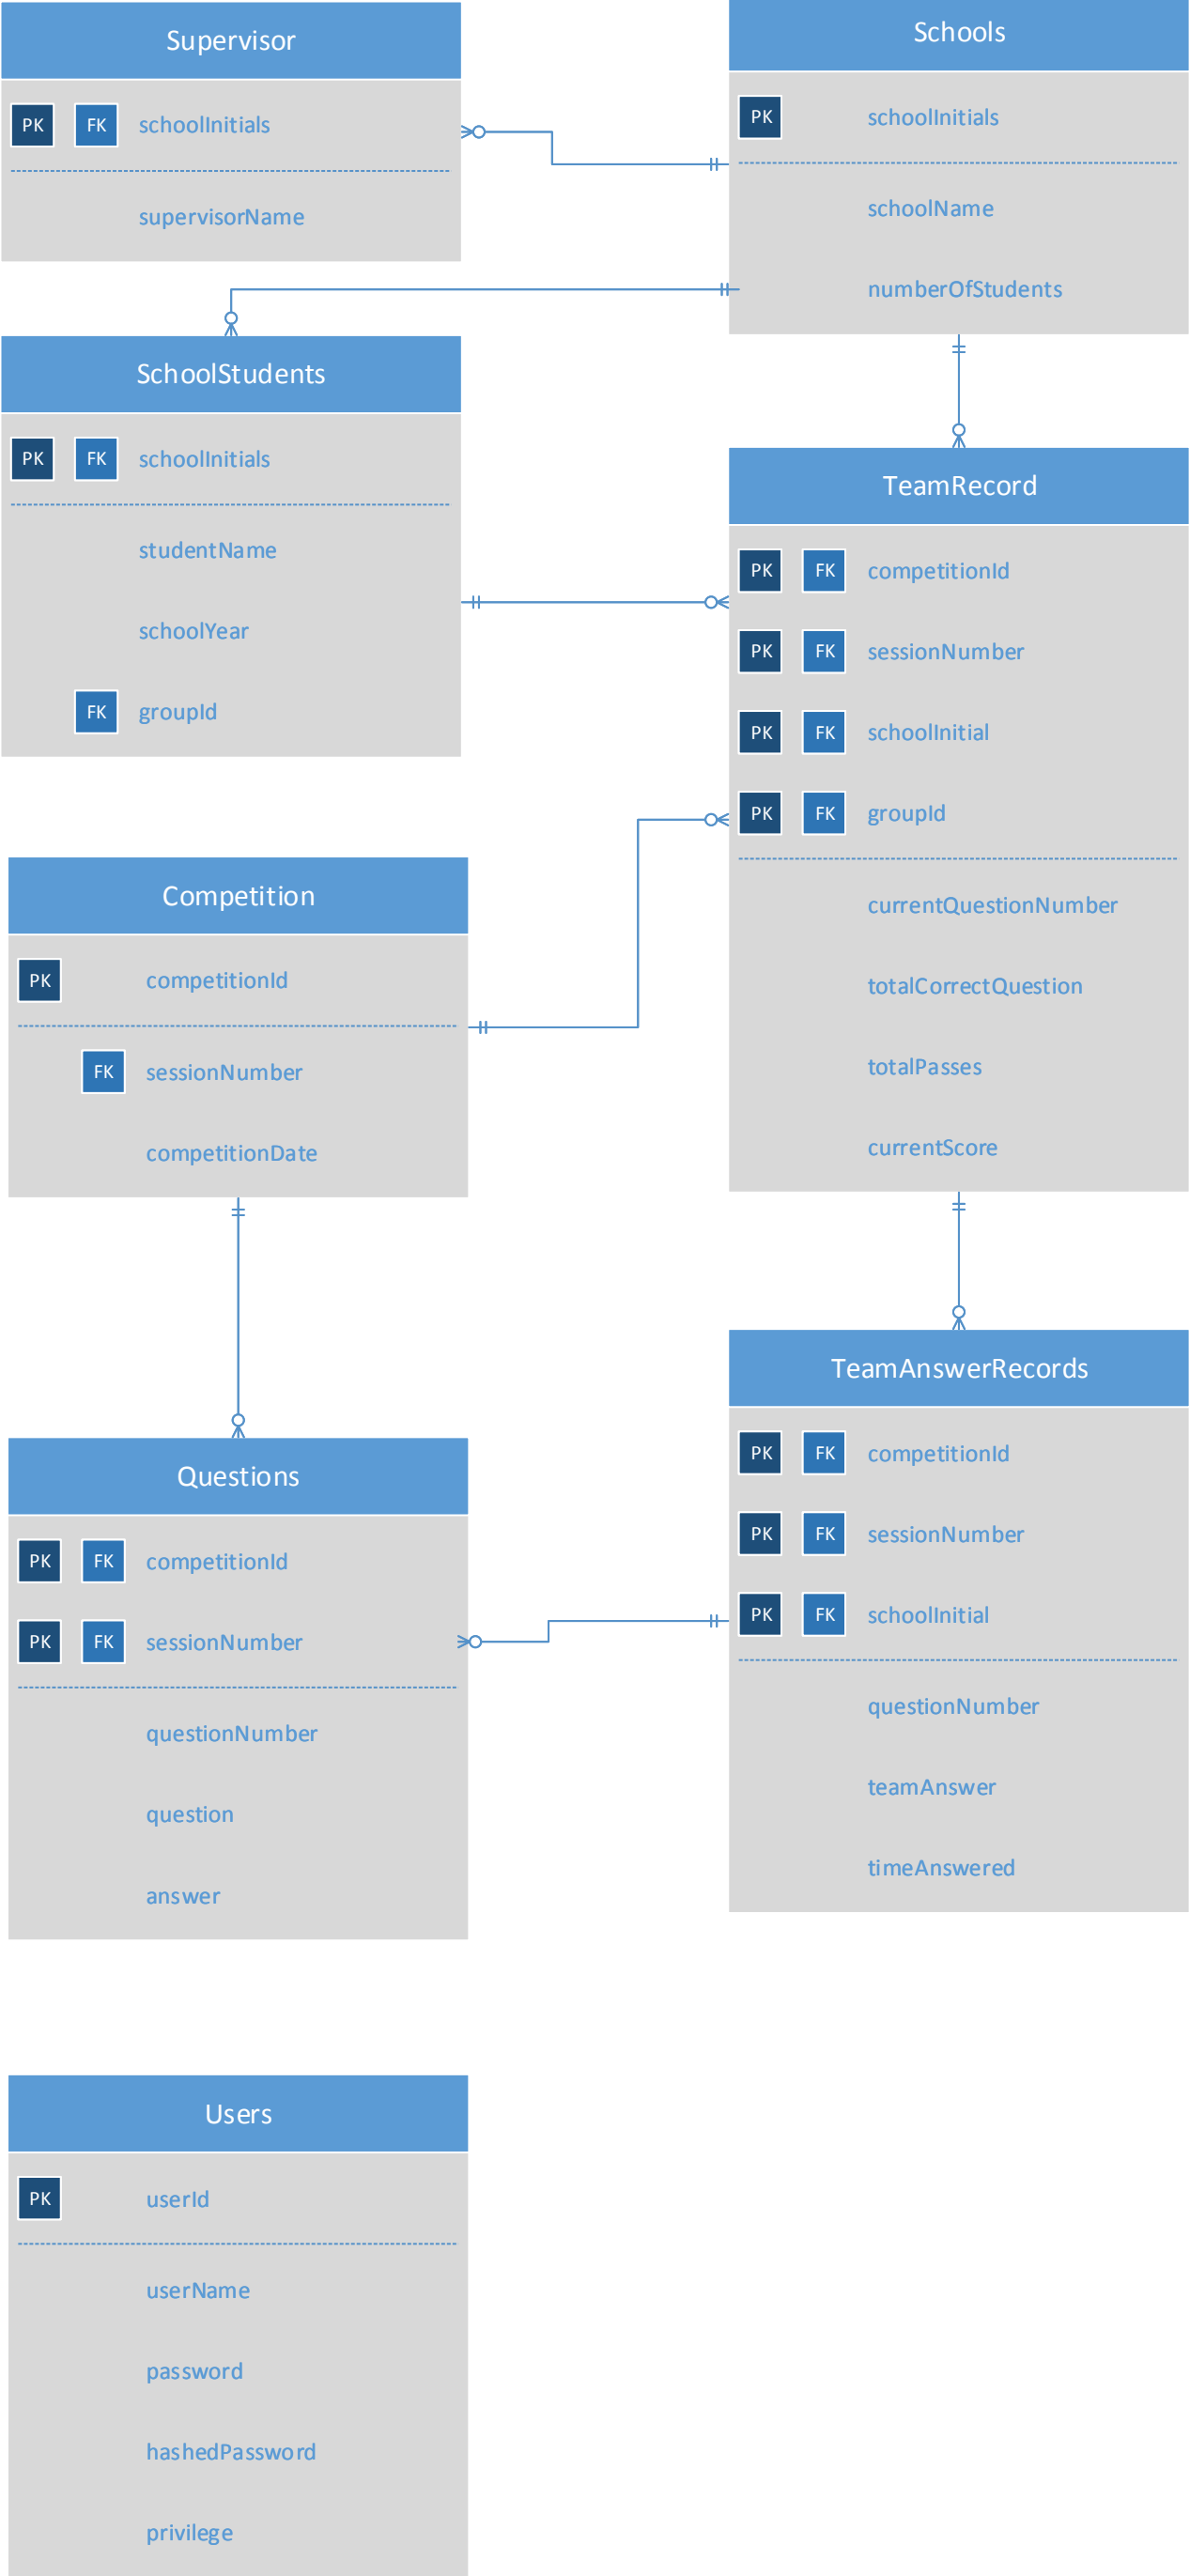 Supervisor
PK FK schoolInitials
supervisorName
Schools
PK schoolInitials
schoolName
numberOfStudents
SchoolStudents
PK FK schoolInitials
studentName
schoolYear
FK groupId
TeamRecord
PK FK competitionId
PK FK sessionNumber
PK FK schoolInitial
PK FK groupId
currentQuestionNumber
totalCorrectQuestion
totalPasses
currentScore
Competition
PK competitionId
FK sessionNumber
competitionDate
TeamAnswerRecords
PK FK competitionId
PK FK sessionNumber
PK FK schoolInitial
questionNumber
teamAnswer
timeAnswered
Questions
PK FK competitionId
PK FK sessionNumber
questionNumber
question
answer
Users
PK userId
userName
password
hashedPassword
privilege